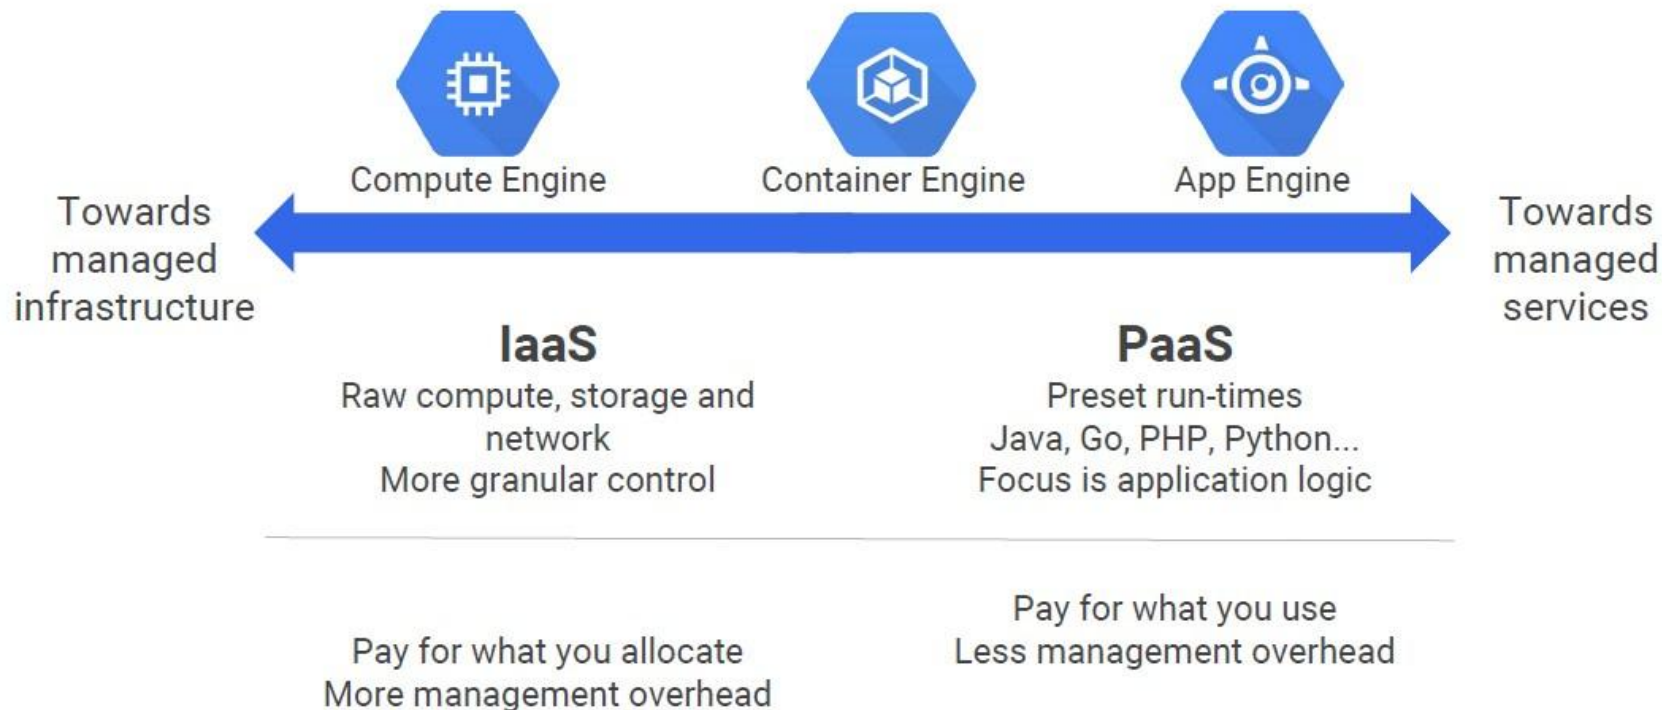 Compute Engine
Container Engine
App Engine
Towards
managed
infrastructure
Towards
managed
services
IaaS
Raw compute, storage and
network
More granular control
PaaS
Preset run-times
Java, Go, PHP, Python...
Focus is application logic
Pay for what you allocate
More management overhead
Pay for what you use
Less management overhead